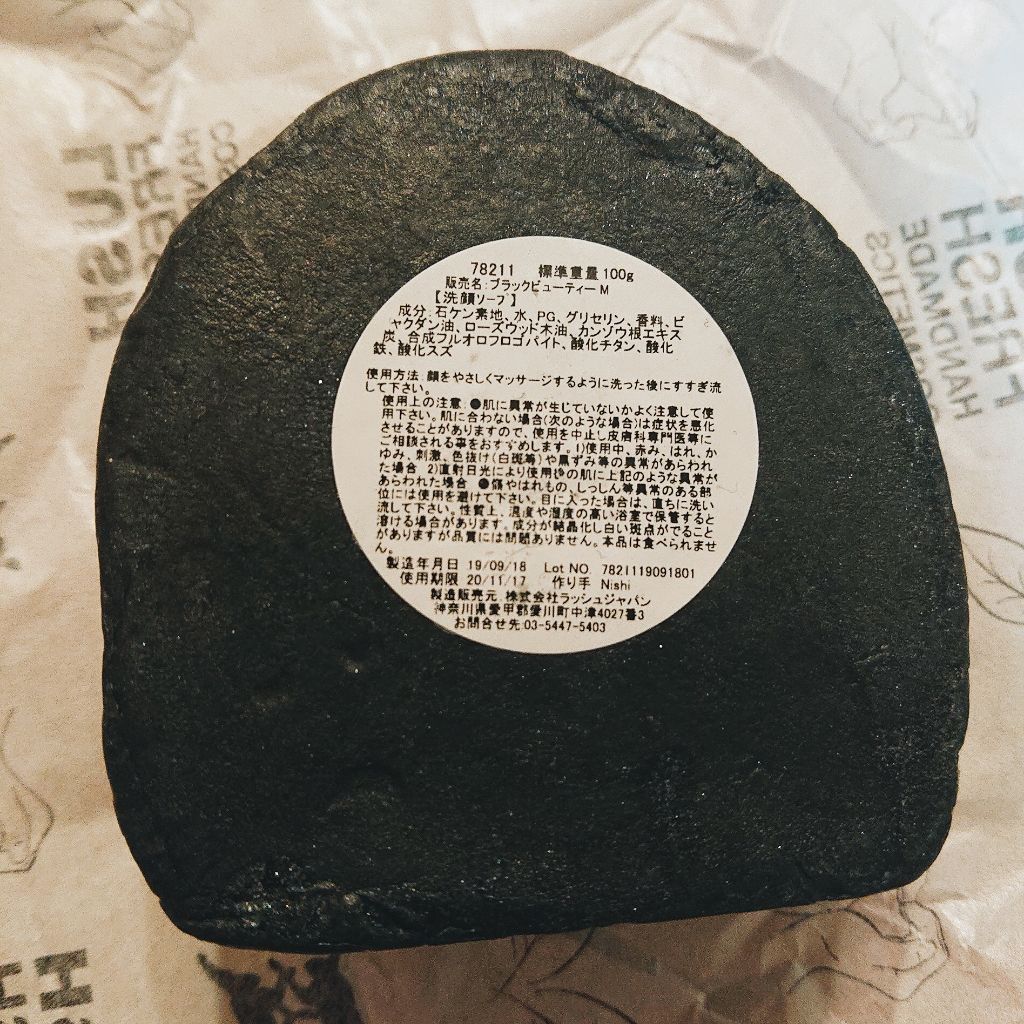 78211 標準重量100g
販売名:ブラックビューティーM
【洗顔ソープ】
成分:石ケン素地、水、PG、グリセリン、香料、ビ
ャクダン油、ローズウッド木油、カンゾウ根エキス
炭、合成フルオロフロゴパイト、酸化チタン、酸化
鉄、酸化スズ
使用方法:顔をやさしくマッサージするように洗った後にすすぎ流
して下さい。
使用上の注意:●肌に異常が生じていないかよく注意して使
用下さい。肌に合わない場合(次のような場合)は症状を悪化
させることがありますので、使用を中止し皮膚科専門医等に
ご相談される事をおすすめします。1)使用中、赤み、はれ、か
ゆみ、刺激、色抜け(白斑等)や黒ずみ等の異常があらわれ
た場合 2)直射日光により使用後の肌に上記のような異常が
あらわれた場合 ●傷やはれもの、しっしん等異常のある部
位には使用を避けて下さい。目に入った場合は、直ちに洗い
流して下さい。性質上、温度や湿度の高い浴室で保管すると
溶ける場合があります。成分が結晶化し白い斑点がでること
がありますが品質には問題ありません。本品は食べられませ
ん。
製造年月日 19/09/18 Lot NO. 7821119091801
使用期限 20/11/17 作り手 Nishi
製造販売元:株式会社ラッシュジャパン
神奈川県愛甲郡愛川町中津4027番3
お問合せ先:03-5447-5403
LUSH
FRESH
HANDMADE
COSMETICS